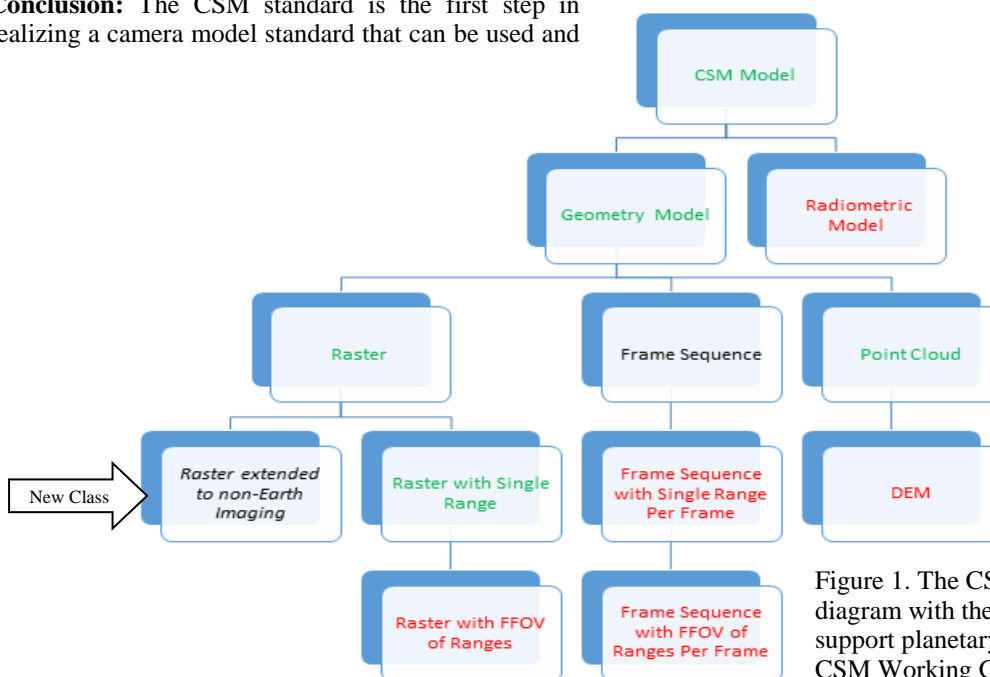 Conclusion: The CSM standard is the first step in
realizing a camera model standard that can be used and
CSM Model
Geometry Model
Radiometric
Model
Raster
Frame Sequence
Point Cloud
New Class
Raster extended
to non-Earth
Imaging
Raster with Single
Range
Frame Sequence
with Single Range
Per Frame
DEM
Raster with FFOV
of Ranges
Frame Sequence
with FFOV of
Ranges Per Frame
Figure 1. The CS
diagram with the
support planetary
CSM Working